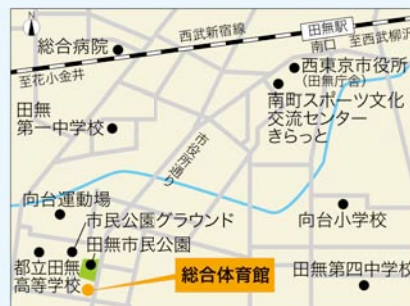 N
西武新宿線
田無駅
南口
至西武柳沢
総合病院
至花小金井
西東京市役所
(田無庁舎)
南町スポーツ文化
交流センター
きらっと
田無
第一中学校
市役所通り
向台運動場
市民公園グラウンド
田無市民公園
向台小学校
都立田無
高等学校
総合体育館
田無第四中学校